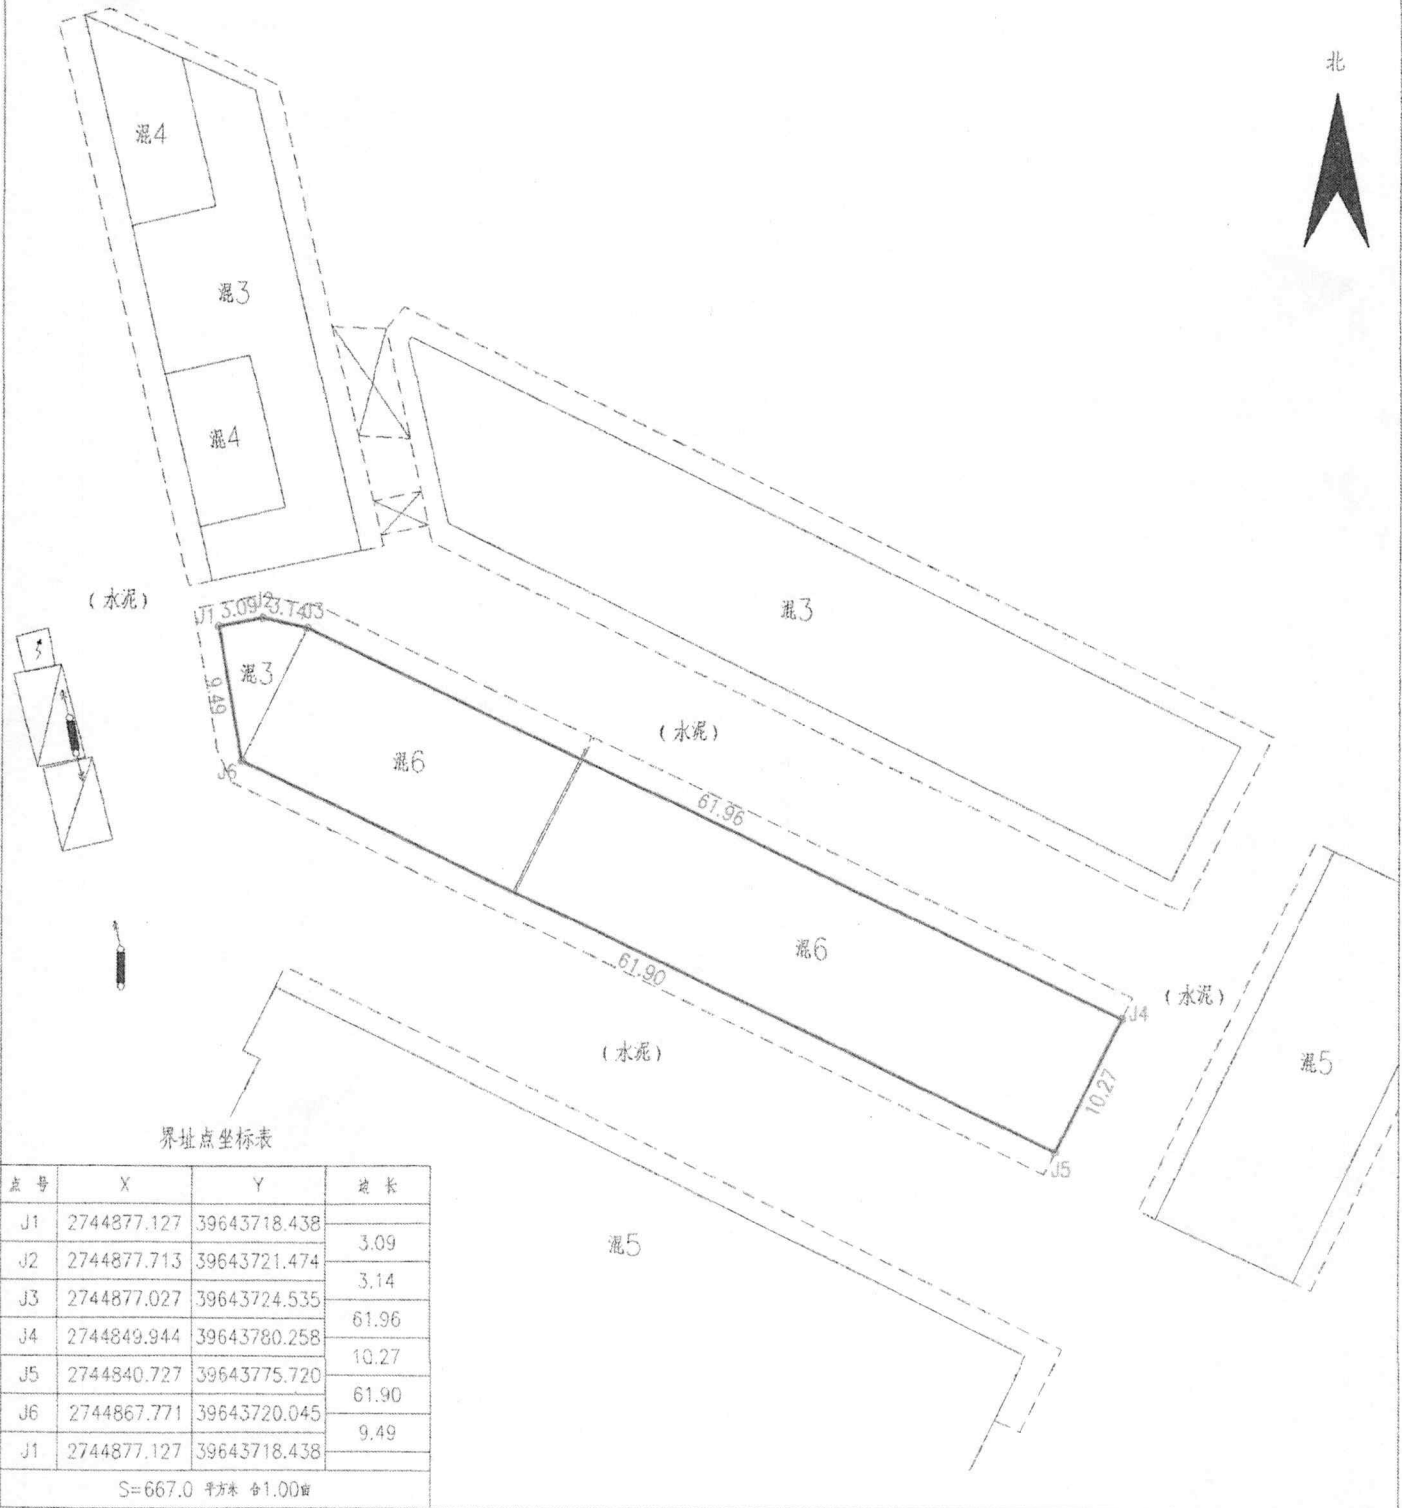 北
混4
混3
混4
(水泥)
J1 3.09 J2 3.14 J3
混3
混3
9.49
(水泥)
混6
J6
61.96
混6
61.90
(水泥)
J4
(水泥)
混5
10.27
J5
混5
界址点坐标表
点号 X Y 边长
J1 2744877.127 39643718.438
3.09
J2 2744877.713 39643721.474
3.14
J3 2744877.027 39643724.535
61.96
J4 2744849.944 39643780.258
10.27
J5 2744840.727 39643775.720
61.90
J6 2744867.771 39643720.045
9.49
J1 2744877.127 39643718.438
S=667.0 平方米 合1.00亩